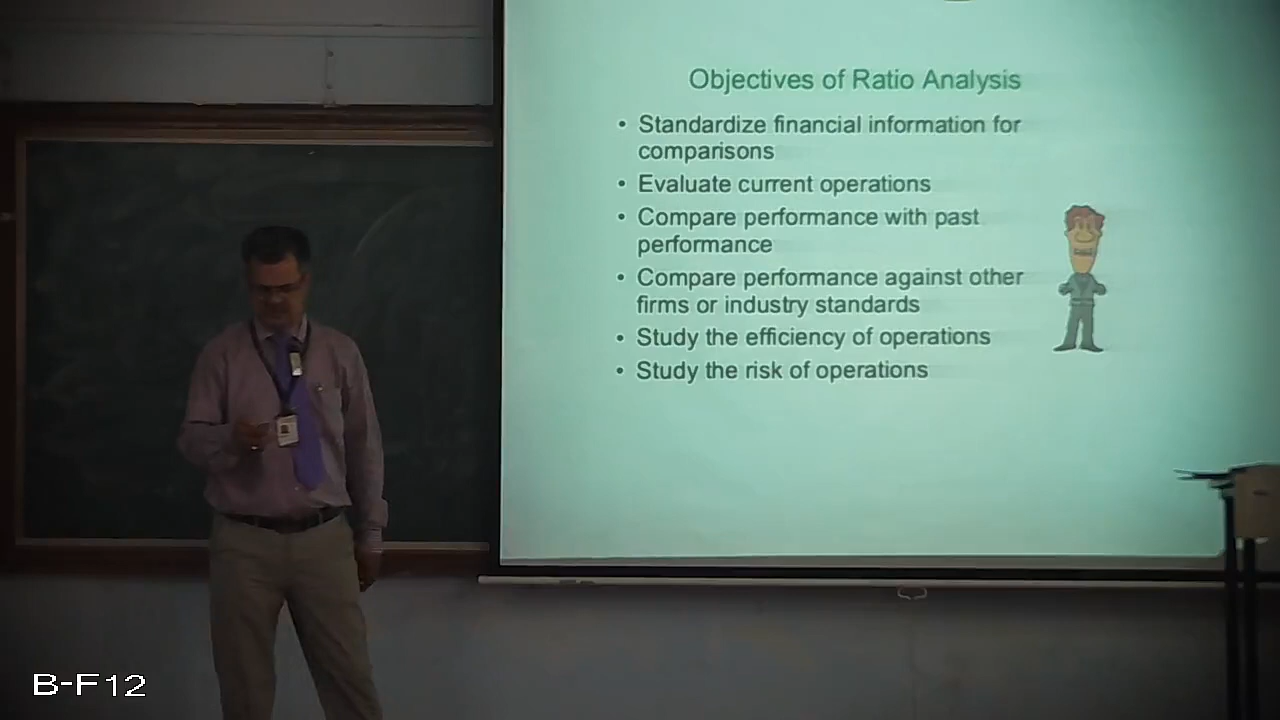 Objectives of Ratio Analysis
• Standardize financial information for
comparisons
• Evaluate current operations
• Compare performance with past
performance
• Compare performance against other
firms or industry standards
• Study the efficiency of operations
• Study the risk of operations
B-F12